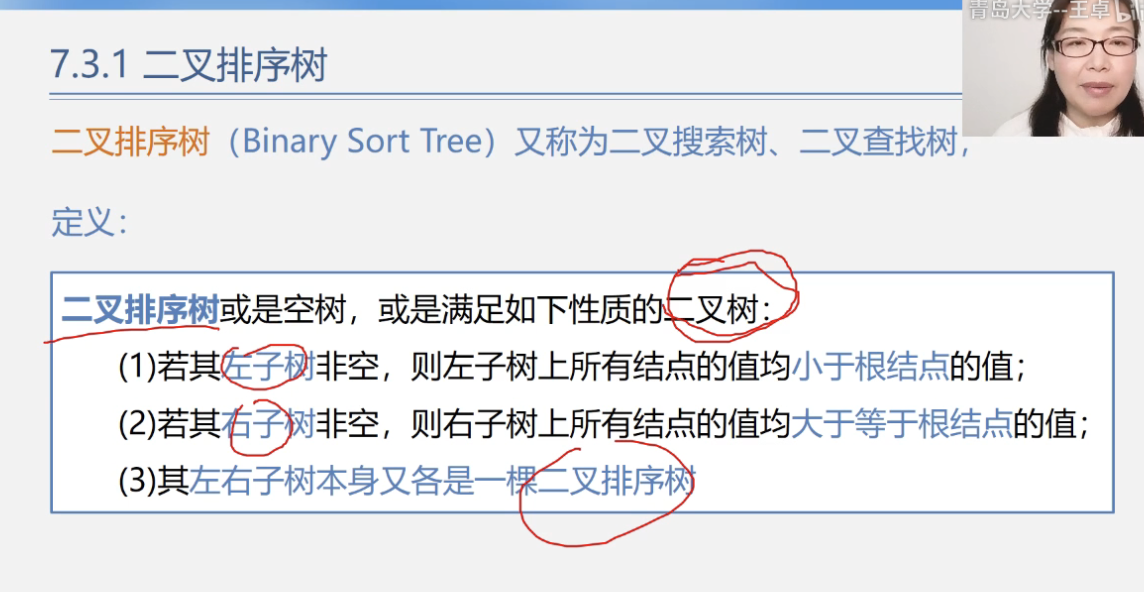 青岛大学--王卓
7.3.1 二叉排序树
二叉排序树（Binary Sort Tree）又称为二叉搜索树、二叉查找树，
定义：
二叉排序树或是空树，或是满足如下性质的二叉树：
(1)若其左子树非空，则左子树上所有结点的值均小于根结点的值；
(2)若其右子树非空，则右子树上所有结点的值均大于等于根结点的值；
(3)其左右子树本身又各是一棵二叉排序树